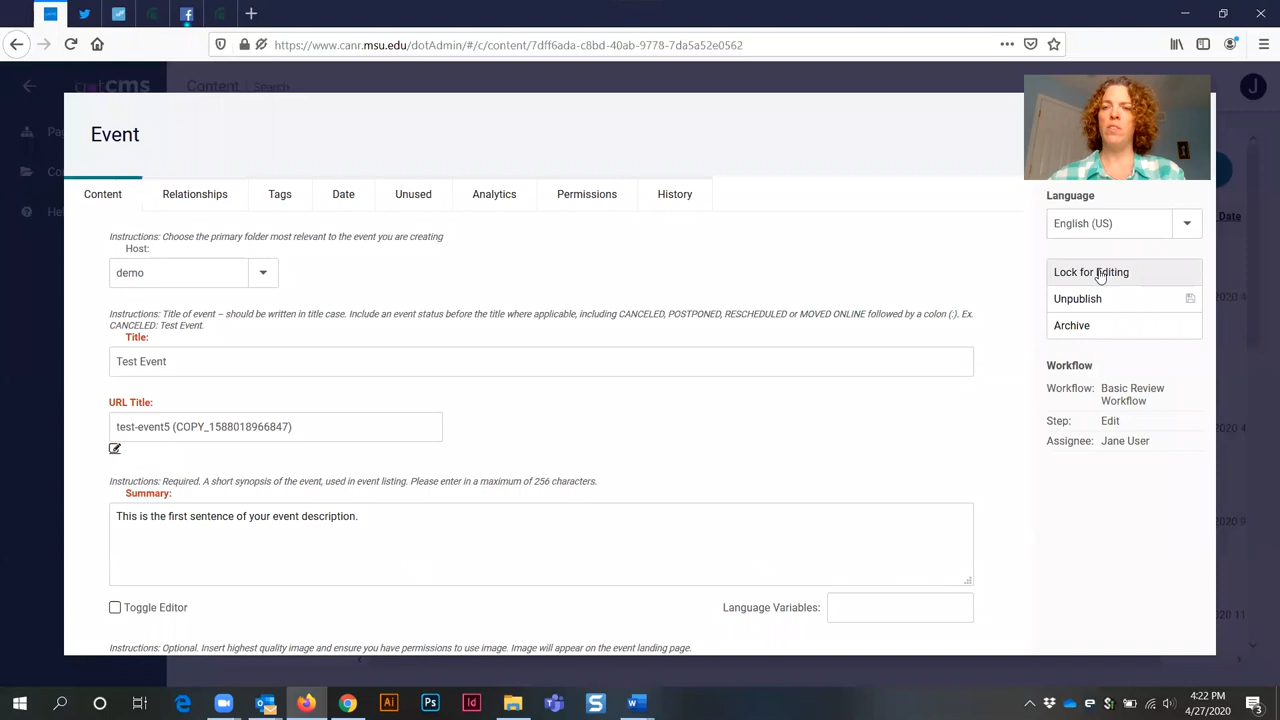 https://www.canr.msu.edu/dotAdmin/#/c/content/7dff6ada-c8bd-40ab-9778-7da5a52e0562
Content Search
J
Event
Content Relationships Tags Date Unused Analytics Permissions History
Instructions: Choose the primary folder most relevant to the event you are creating
Host:
demo
Instructions: Title of event – should be written in title case. Include an event status before the title where applicable, including CANCELED, POSTPONED, RESCHEDULED or MOVED ONLINE followed by a colon (:). Ex.
CANCELED: Test Event.
Title:
Test Event
URL Title:
test-event5 (COPY_1588018966847)
Instructions: Required. A short synopsis of the event, used in event listing. Please enter in a maximum of 256 characters.
Summary:
This is the first sentence of your event description.
Toggle Editor
Language Variables:
Instructions: Optional. Insert highest quality image and ensure you have permissions to use image. Image will appear on the event landing page.
Language
English (US)
Lock for Editing
Unpublish
Archive
Workflow
Workflow: Basic Review
Workflow
Step: Edit
Assignee: Jane User
Date
4:22 PM
4/27/2020
3